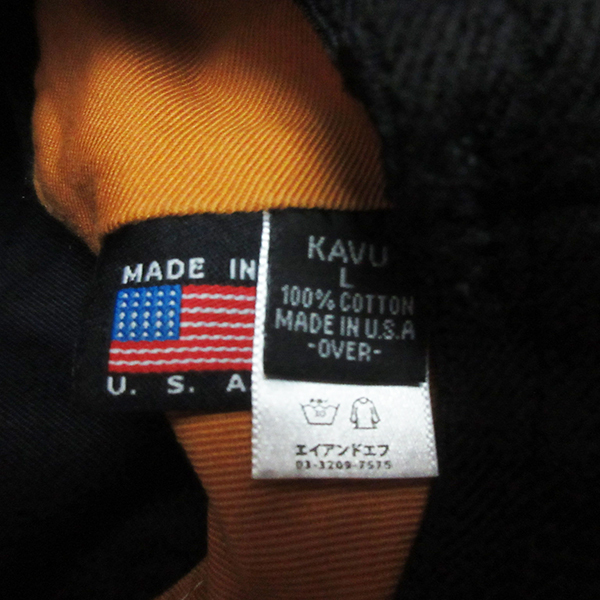 MADE IN
U. S. A
KAVU
L
100% COTTON
MADE IN U.S.A
-OVER-
エイアンドエフ
03-3209-7575